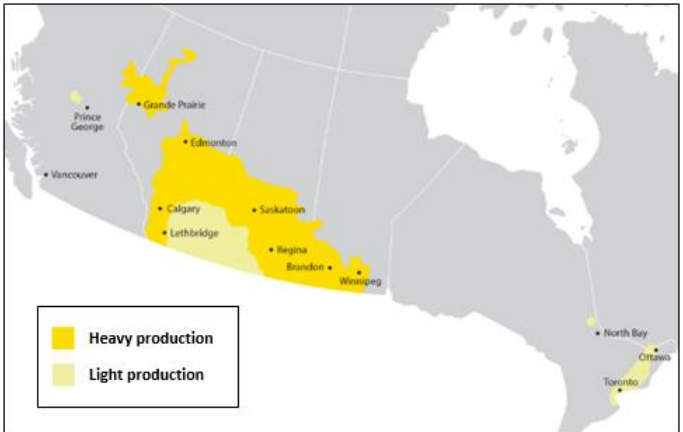 Grande Prairie
Prince
George
Edmonton
Vancouver
Calgary
Saskatoon
Lethbridge
Regina
Brandon
Winnipeg
Heavy production
Light production
North Bay
Ottawa
Toronto